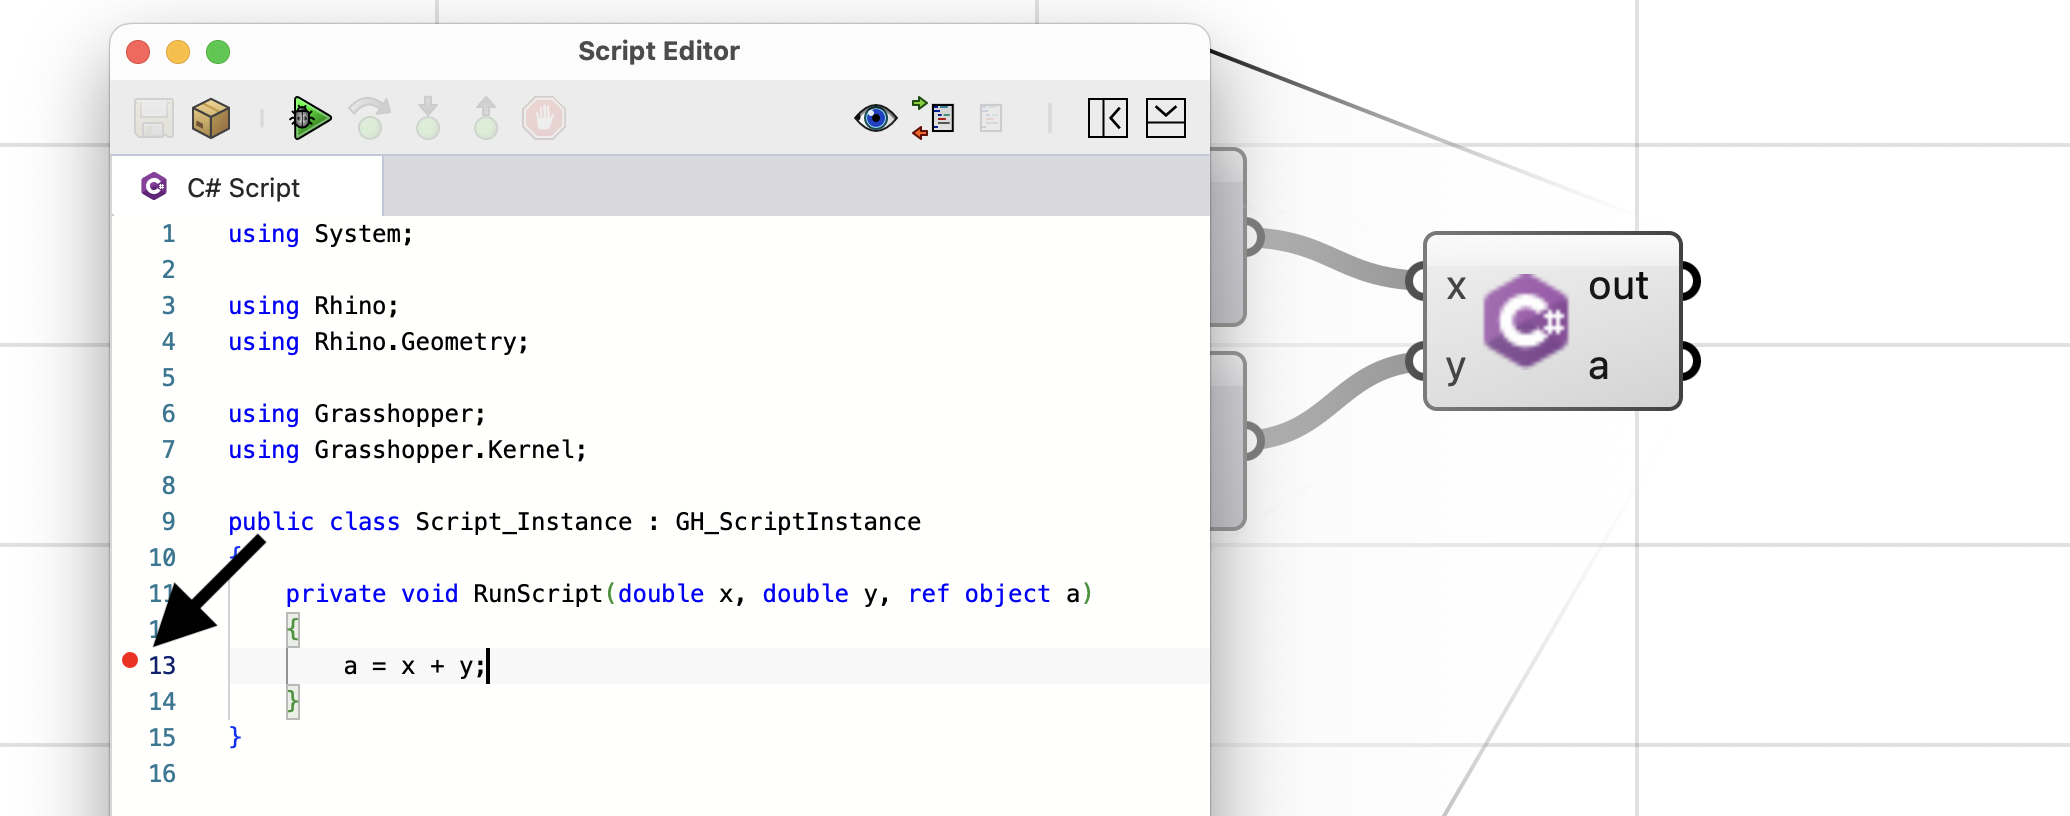 Script Editor
C# Script
1 using System;
2
3 using Rhino;
4 using Rhino.Geometry;
5
6 using Grasshopper;
7 using Grasshopper.Kernel;
8
9 public class Script_Instance : GH_ScriptInstance
10 {
11 private void RunScript(double x, double y, ref object a)
{
13 a = x + y;
14 }
15 }
16
x out
y a
C#